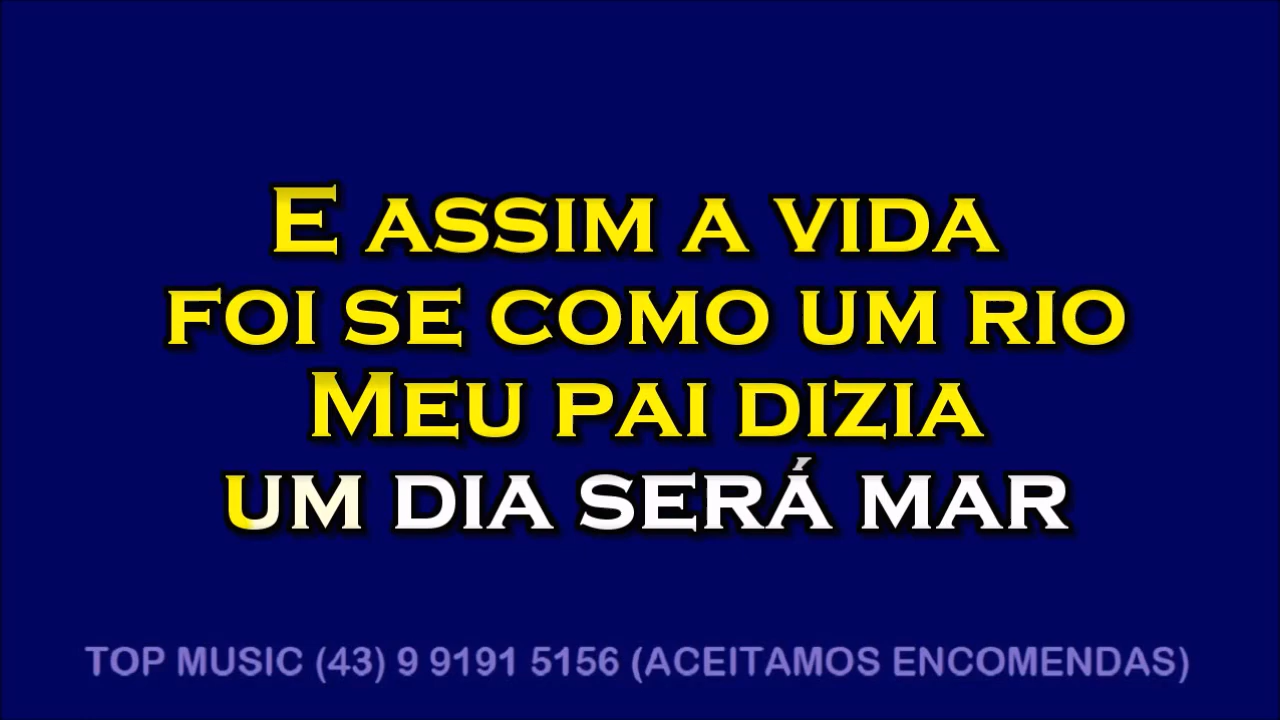 E ASSIM A VIDA
FOI SE COMO UM RIO
MEU PAI DIZIA
UM DIA SERÁ MAR
TOP MUSIC (43) 9 9191 5156 (ACEITAMOS ENCOMENDAS)